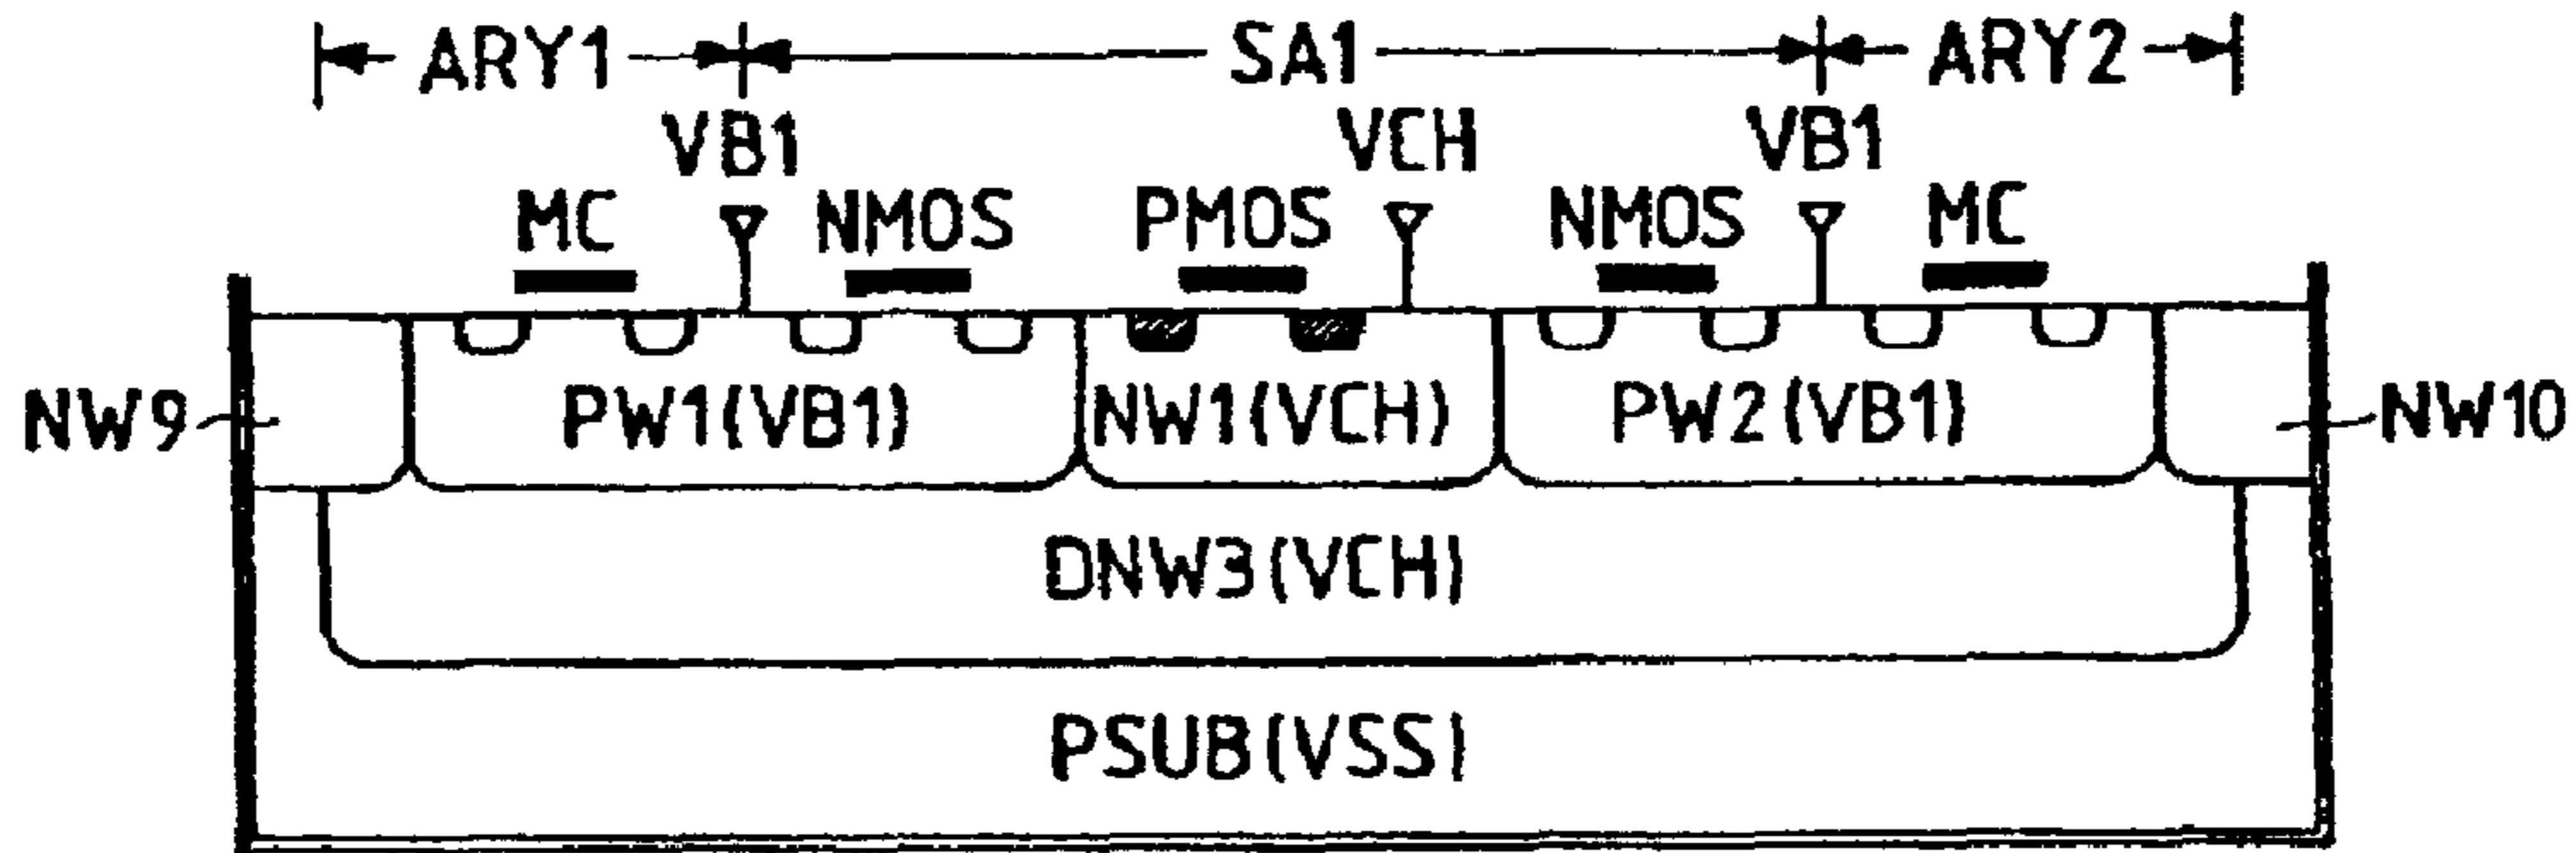 ARY1 SA1 ARY2
VB1 VCH VB1
MC NMOS PMOS NMOS MC
NW9 PW1(VB1) NW1(VCH) PW2(VB1) NW10
DNW3(VCH)
PSUB(VSS)